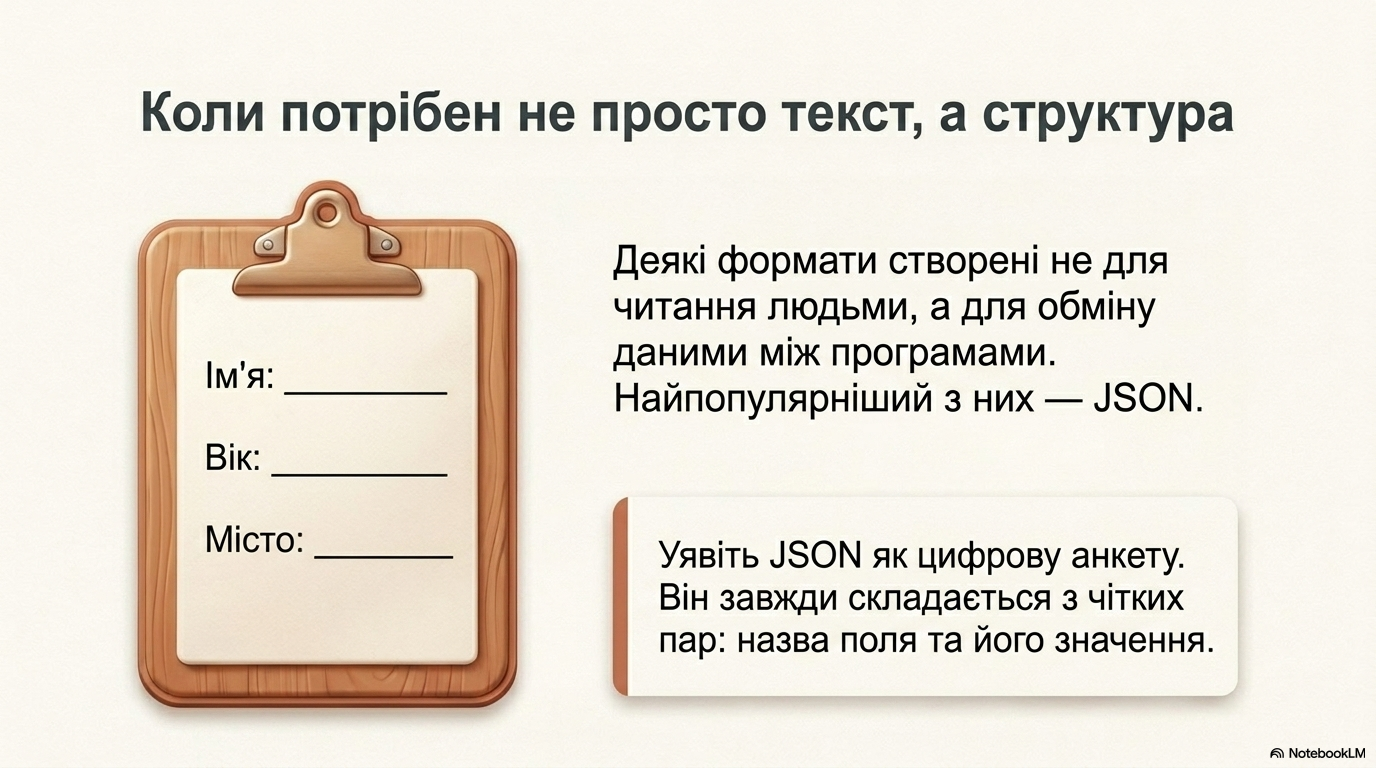 Коли потрібен не просто текст, а структура
Ім'я: _________
Вік: __________
Місто: ________
Деякі формати створені не для
читання людьми, а для обміну
даними між програмами.
Найпопулярніший з них — JSON.
Уявіть JSON як цифрову анкету.
Він завжди складається з чітких
пар: назва поля та його значення.
NotebookLM